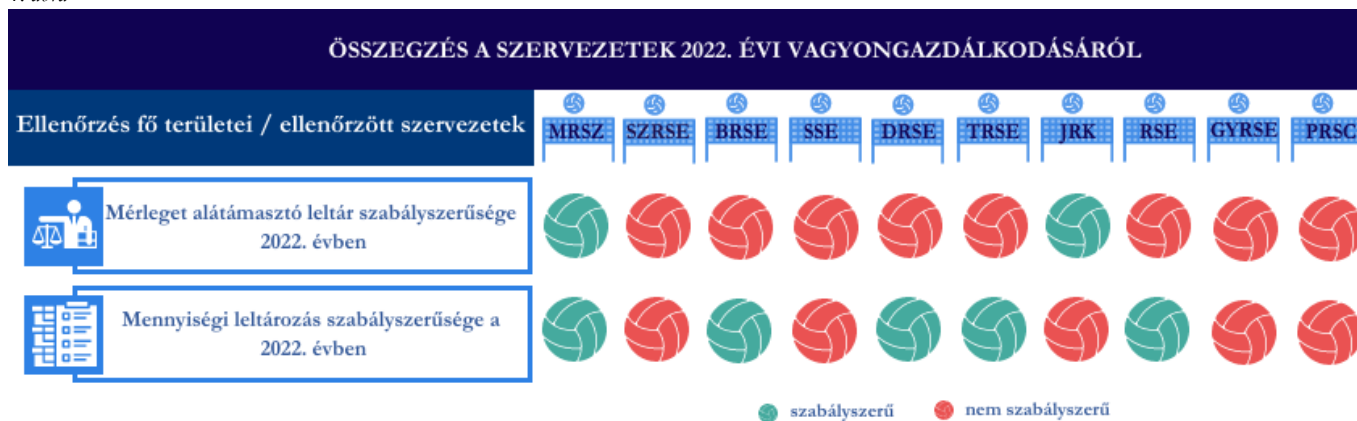 ÖSSZEGZÉS A SZERVEZETEK 2022. ÉVI VAGYONGAZDÁLKODÁSÁRÓL
Ellenőrzés fő területei / ellenőrzött szervezetek
MRSZ SZRSE BRSE SSE DRSE TRSE JRK RSE GYRSE PRSC
Mérleget alátámasztó leltár szabályszerűsége
2022. évben
Mennyiségi leltározás szabályszerűsége a
2022. évben
szabályszerű nem szabályszerű